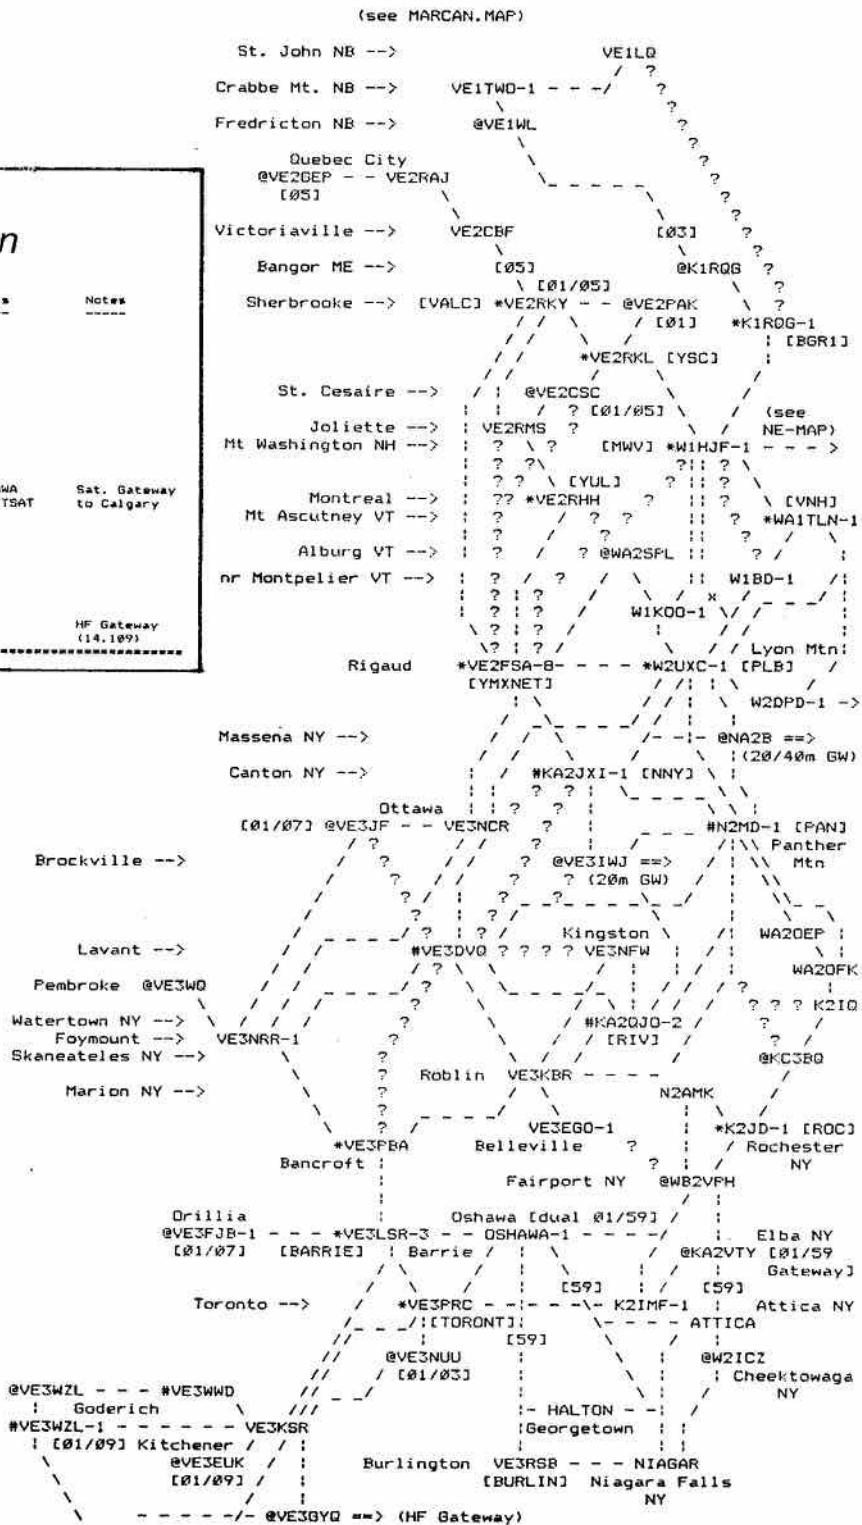 (see MARCAN.MAP)
St. John NB --> VE1LQ
Crabbe Mt. NB --> VE1TWO-1
Fredricton NB --> @VE1WL
Quebec City
@VE2GEP - - VE2RAJ
[05]
Victoriaville --> VE2CBF [03]
Bangor ME --> [05] @K1RQG
[01/05]
Sherbrooke --> [VALC] *VE2RKY - - @VE2PAK
[01] *K1RQG-1
[BGR1]
*VE2RKL [YSC]
St. Cesaire --> @VE2CSC
[01/05] (see
Joliette --> VE2RMS NE-MAP)
Mt Washington NH --> [MWV] *W1HJF-1 - - - >
[YUL]
Montreal --> *VE2RHH [VNH]
Mt Ascutney VT --> *WA1TLN-1
Alburg VT --> @WA2SPL
nr Montpelier VT --> W1BD-1
W1KOO-1
Lyon Mtn
Rigaud *VE2FSA-8- - - - *W2UXC-1 [PLB]
[YMXNET]
W2DPD-1 ->
Massena NY --> @NA2B ==>
(20/40m GW)
Canton NY --> #KA2JXI-1 [NNY]
Ottawa
[01/07] @VE3JF - - VE3NCR #N2MD-1 [PAN]
Panther
Brockville --> @VE3IWJ ==> Mtn
(20m GW)
Kingston WA2OEP
Lavant --> #VE3DVQ ? ? ? ? VE3NFW
WA2OFK
Pembroke @VE3WQ
? ? ? K2IQ
Watertown NY --> #KA2QJO-2
Foymount --> VE3NRR-1 [RIV]
Skaneateles NY --> @KC3BQ
Roblin VE3KBR - - - -
Marion NY --> N2AMK
VE3EGO-1 *K2JD-1 [ROC]
*VE3PBA Belleville Rochester
Bancroft NY
Fairport NY @WB2VPH
Orillia Oshawa [dual 01/59]
@VE3FJB-1 - - - *VE3LSR-3 - - OSHAWA-1 - - - - Elba NY
[01/07] [BARRIE] Barrie @KA2VTY [01/59
Gateway]
[59] [59]
Toronto --> *VE3PRC K2IMF-1 Attica NY
[TORONT] - - - - ATTICA
[59]
@VE3NUU @W2ICZ
[01/03] Cheektowaga
@VE3WZL - - - #VE3WWD NY
Goderich - HALTON - -
#VE3WZL-1 - - - - - - VE3KSR Georgetown
[01/09] Kitchener
@VE3EUK Burlington VE3RSB - - - NIAGAR
[01/09] [BURLIN] Niagara Falls
NY
@VE3GYQ ==> (HF Gateway)
n
s Notes
WA Sat. Gateway
TSAT to Calgary
HF Gateway
(14.109)